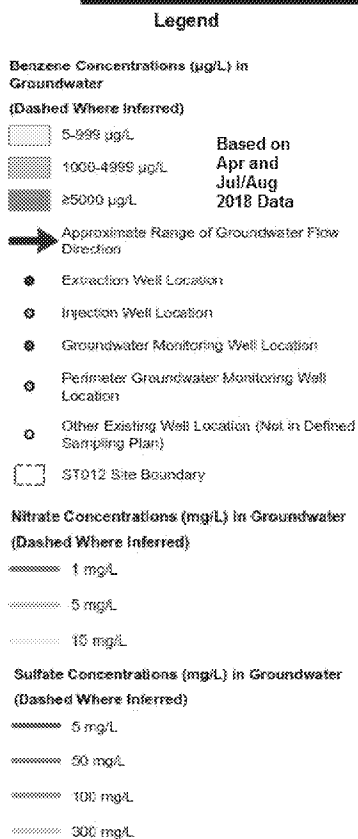 Legend
Benzene Concentrations (µg/L) in
Groundwater
(Dashed Where Inferred)
5-999 µg/L
1000-4999 µg/L
≥5000 µg/L
Based on
Apr and
Jul/Aug
2018 Data
Approximate Range of Groundwater Flow
Direction
Extraction Well Location
Injection Well Location
Groundwater Monitoring Well Location
Perimeter Groundwater Monitoring Well
Location
Other Existing Well Location (Not in Defined
Sampling Plan)
ST012 Site Boundary
Nitrate Concentrations (mg/L) in Groundwater
(Dashed Where Inferred)
1 mg/L
5 mg/L
10 mg/L
Sulfate Concentrations (mg/L) in Groundwater
(Dashed Where Inferred)
5 mg/L
50 mg/L
100 mg/L
300 mg/L